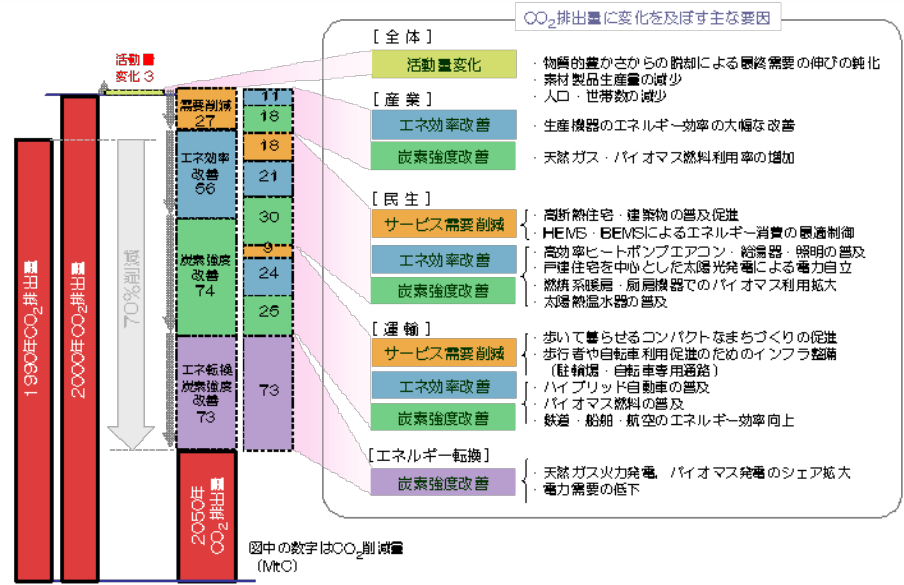 CO₂排出量に変化を及ぼす主な要因
活動量
変化 3
[全体]
活動量変化
・物質的豊かさからの脱却による最終需要の伸びの鈍化
・素材製品生産量の減少
・人口・世帯数の減少
[産業]
エネ効率改善
・生産機器のエネルギー効率の大幅な改善
炭素強度改善
・天然ガス・バイオマス燃料利用率の増加
[民生]
サービス需要削減
・高断熱住宅・建築物の普及促進
・HEMS・BEMSによるエネルギー消費の最適制御
エネ効率改善
・高効率ヒートポンプエアコン・給湯器・照明の普及
・戸建住宅を中心とした太陽光発電による電力自立
炭素強度改善
・燃焼系暖房・厨房機器でのバイオマス利用拡大
・太陽熱温水器の普及
[運輸]
サービス需要削減
・歩いて暮らせるコンパクトなまちづくりの促進
・歩行者や自転車利用促進のためのインフラ整備
（駐輪場・自転車専用通路）
エネ効率改善
・ハイブリッド自動車の普及
・バイオマス燃料の普及
炭素強度改善
・鉄道・船舶・航空のエネルギー効率向上
[エネルギー転換]
炭素強度改善
・天然ガス火力発電、バイオマス発電のシェア拡大
・電力需要の低下
1990年CO₂排出量
2000年CO₂排出量
70%削減
需要削減
27
エネ効率
改善
56
炭素強度
改善
74
エネ転換
炭素強度
改善
73
2050年
CO₂排出量
11
18
18
21
30
9
24
25
73
図中の数字はCO₂削減量
（MtC）